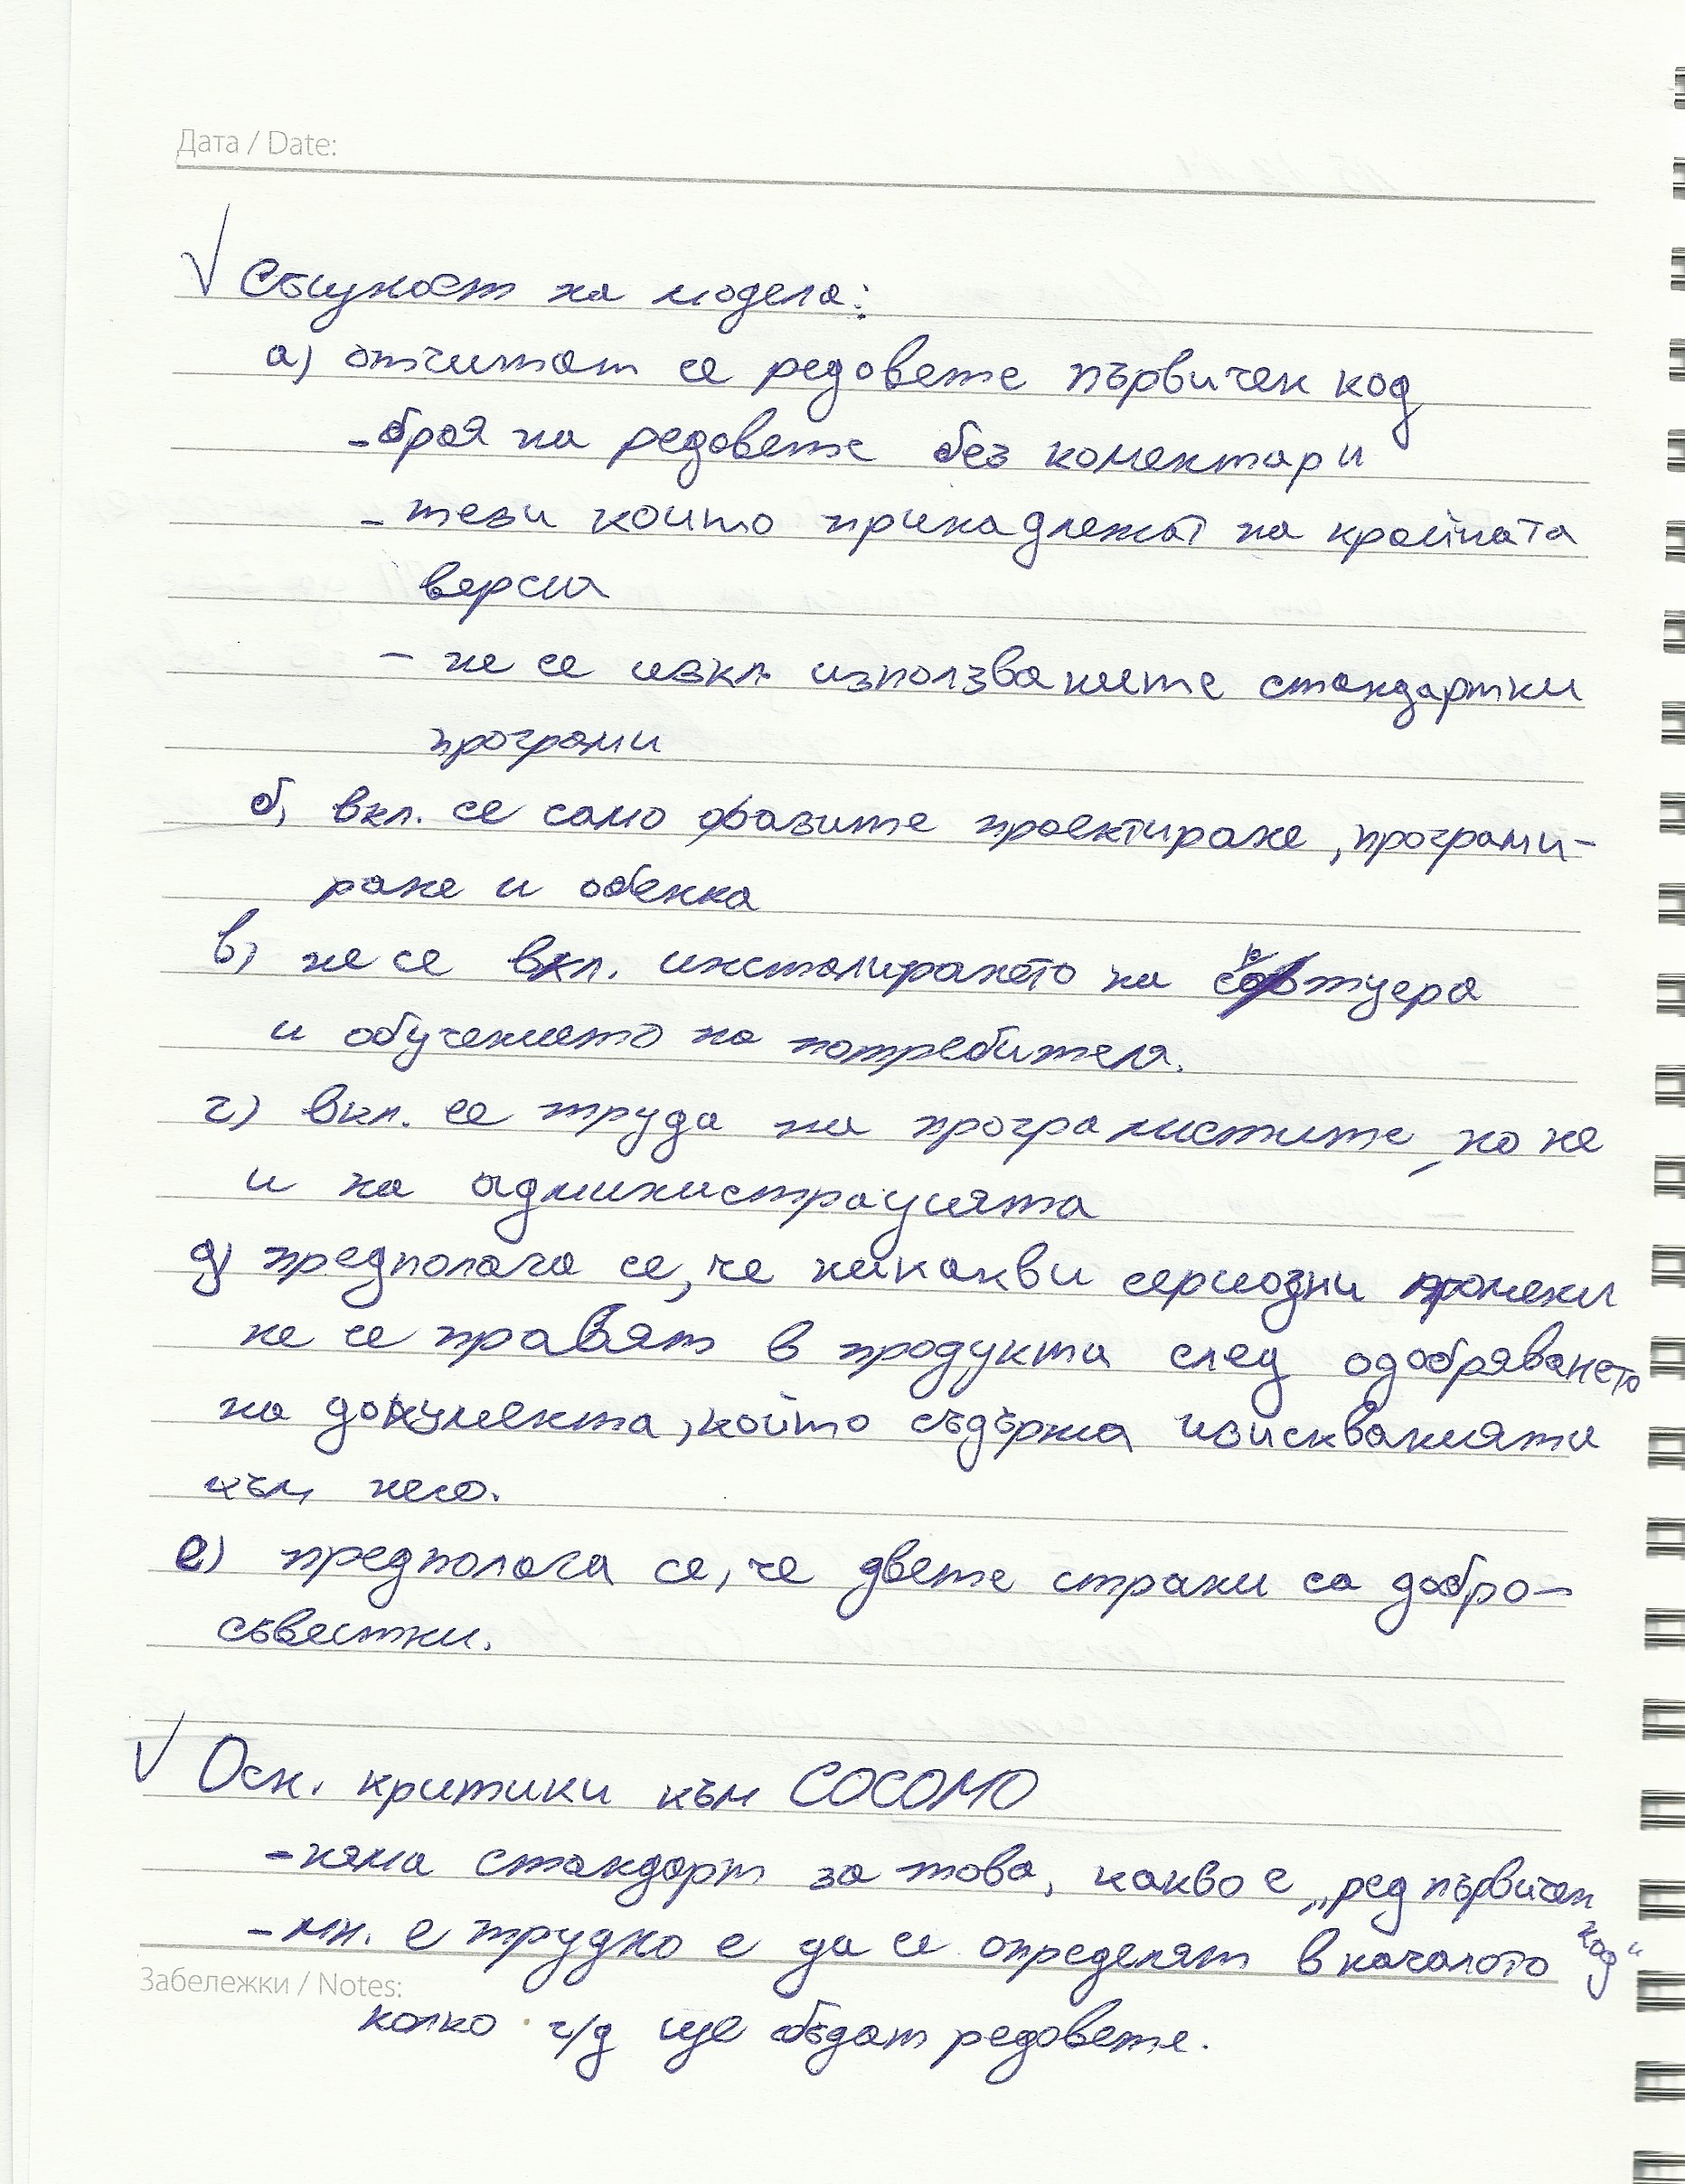 Дата / Date:
√ Същност на модела:
а) отчитат се редовете първичен код
- броя на редовете без коментари
- тези които принадлежат на крайната
версия
- не се изкл. използваните стандартни
програми
б) вкл. се само фазите проектиране, програми-
ране и
в) не се вкл. инсталирането на софтуера
и обучението на потребителя.
г) вкл. се труда на програмистите, но не
и на администрацията
д) предполага се, че никакви сериозни промени
не се правят в продукта след одобряването
на документа, който съдържа изискванията
към него.
е) предполага се, че двете страни са добро-
съвестни.
√ Осн. критики към COCOMO
- няма стандарт за това, какво е „ред първичен
код“
- мн. е трудно е да се определят в началото
Забележки / Notes:
колко г/д ще бъдат редовете.